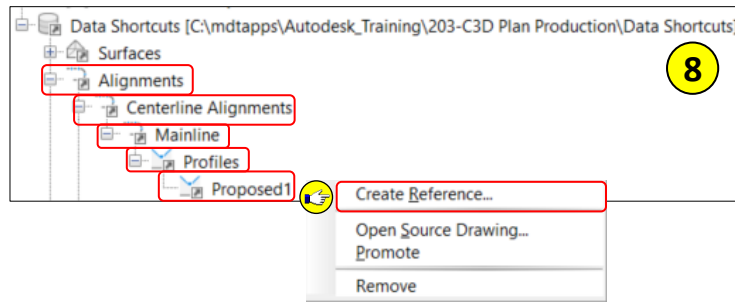 Data Shortcuts [C:\mdtapps\Autodesk_Training\203-C3D Plan Production\Data Shortcuts]
Surfaces
8
Alignments
Centerline Alignments
Mainline
Profiles
Proposed1
Create Reference...
Open Source Drawing...
Promote
Remove